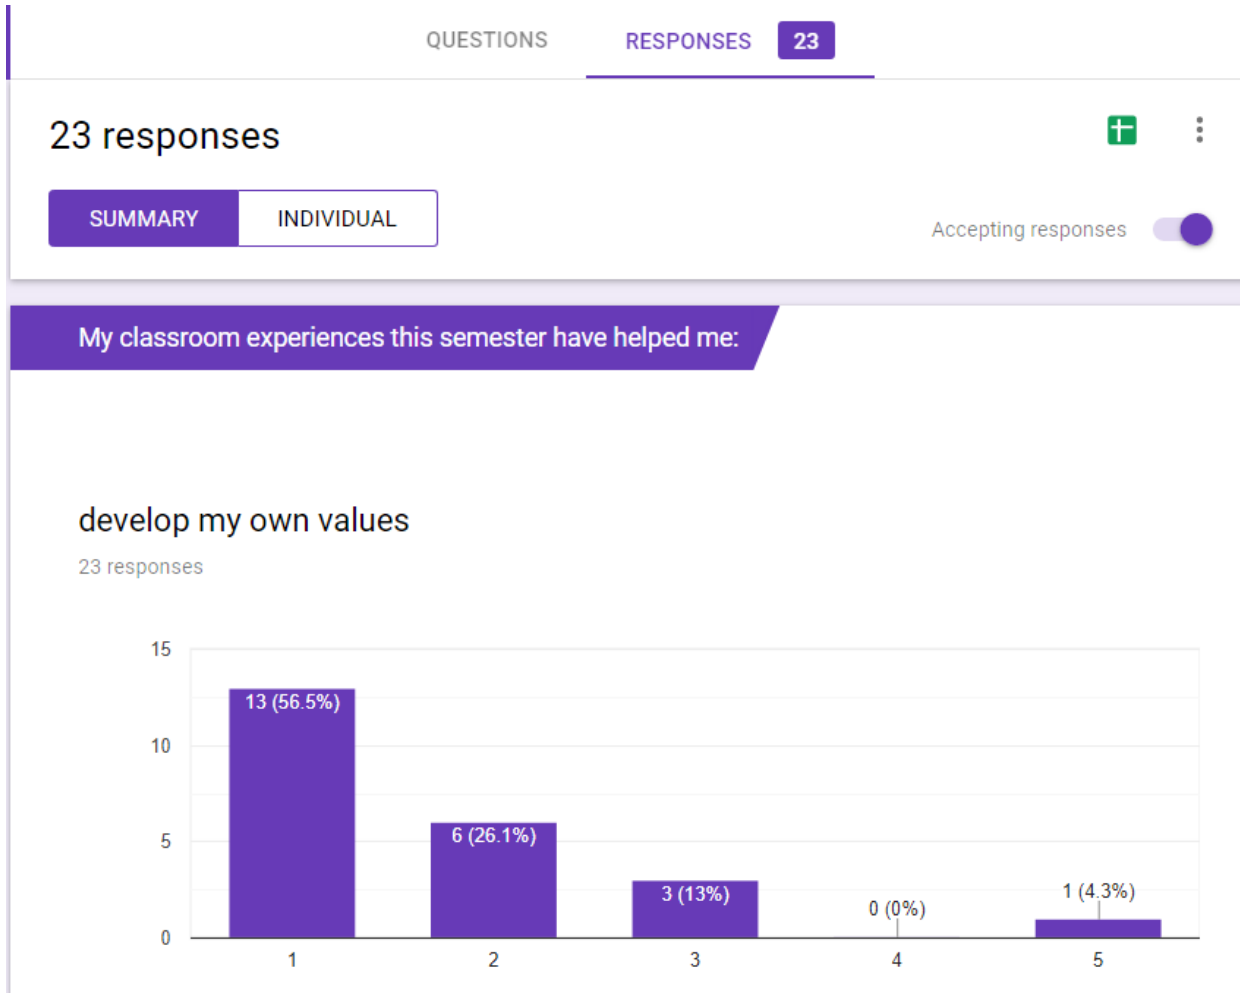 QUESTIONS RESPONSES 23
23 responses
SUMMARY INDIVIDUAL
Accepting responses
My classroom experiences this semester have helped me:
develop my own values
23 responses
15
10
5
0
13 (56.5%)
6 (26.1%)
3 (13%)
0 (0%)
1 (4.3%)
1 2 3 4 5